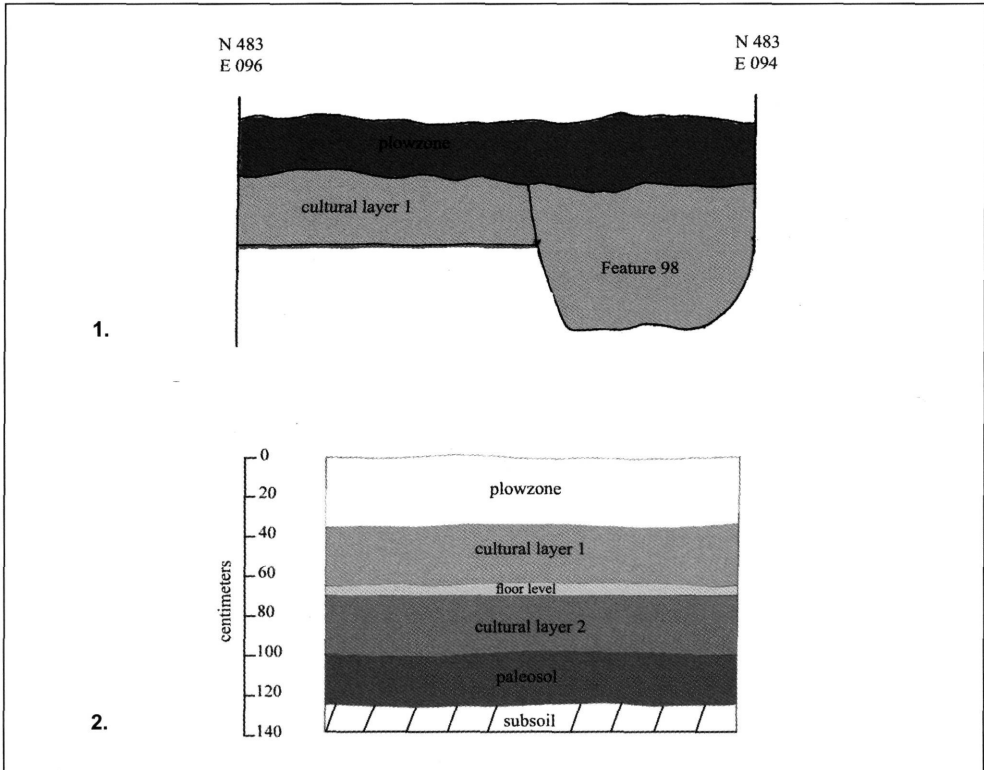 N 483
E 096
N 483
E 094
plowzone
cultural layer 1
Feature 98
1.
0
20
40
60
80
100
120
140
centimeters
plowzone
cultural layer 1
floor level
cultural layer 2
paleosol
subsoil
2.